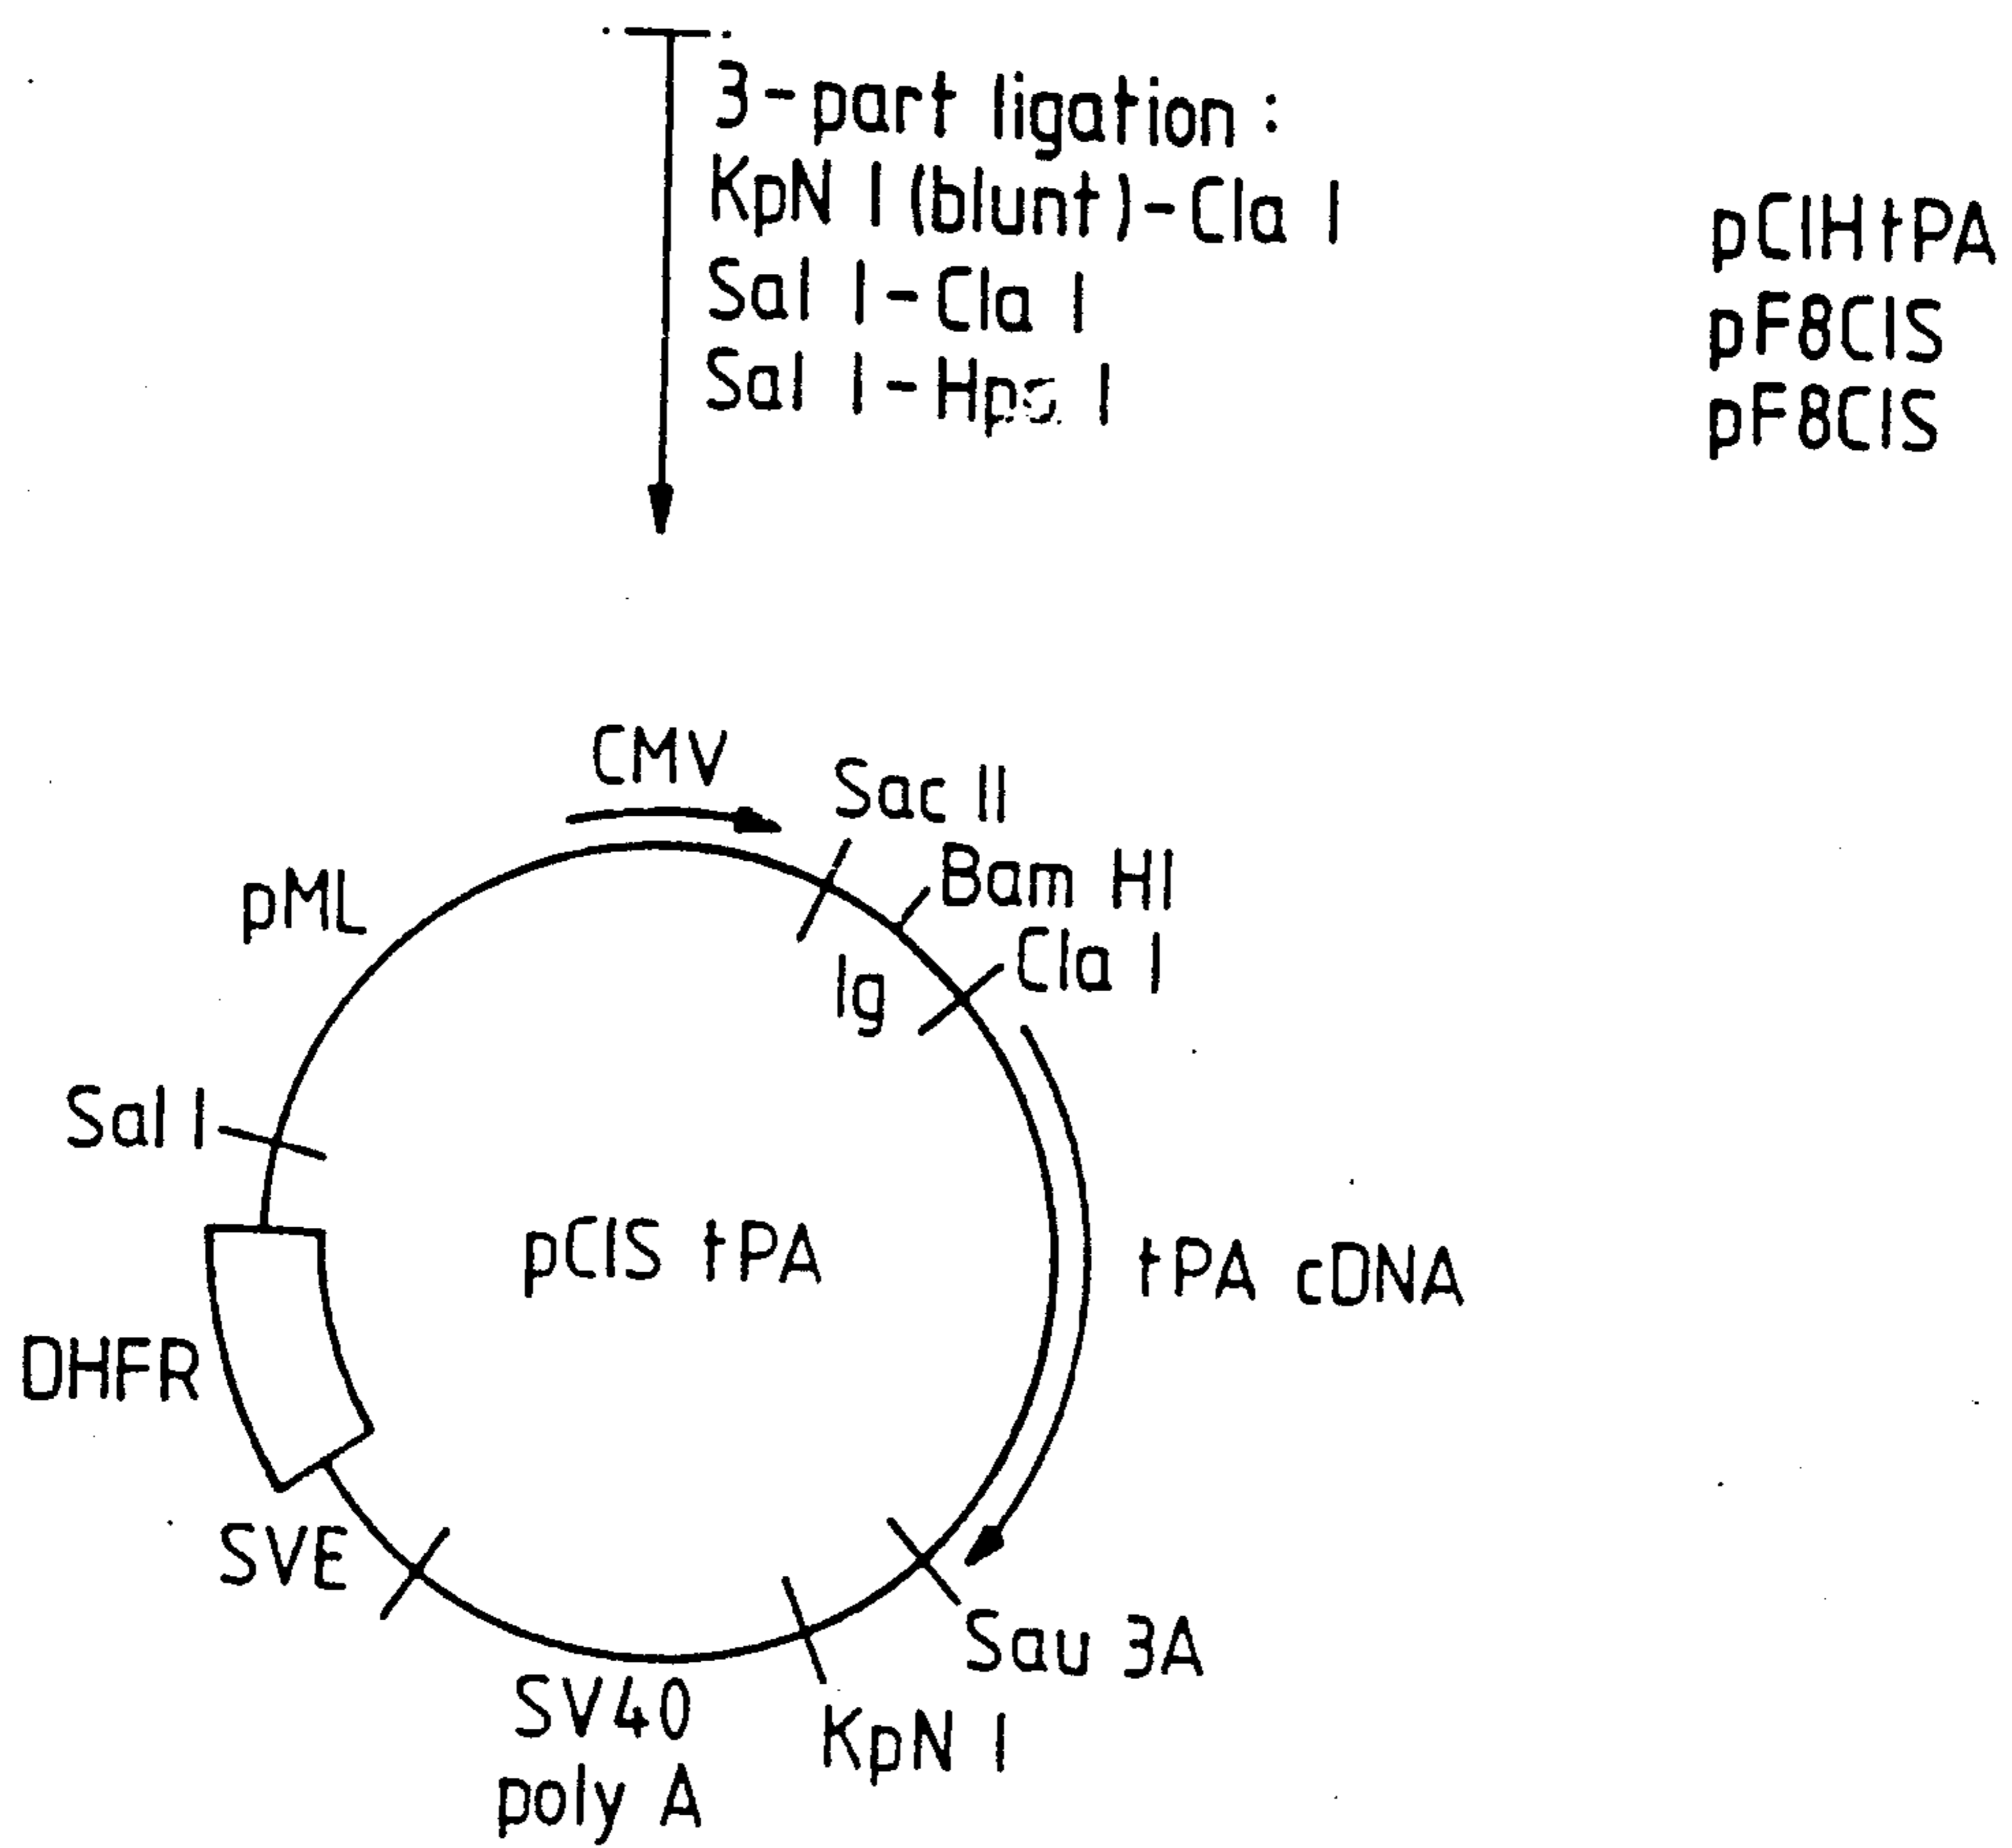 3-part ligation :
KpN I (blunt)-Cla I
Sal I-Cla I
Sal I-Hpa I
pCIHtPA
pF8CIS
pF8CIS
CMV
Sac II
Bam HI
Cla I
pML
Ig
Sal I
pCIS tPA
tPA cDNA
DHFR
SVE
Sau 3A
SV40
poly A
KpN I